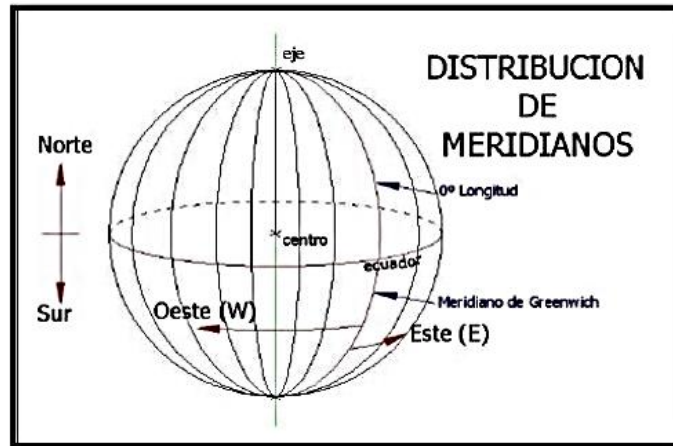 eje
DISTRIBUCION
DE
MERIDIANOS
Norte
0º Longitud
centro
ecuador
Sur
Oeste (W)
Meridiano de Greenwich
Este (E)